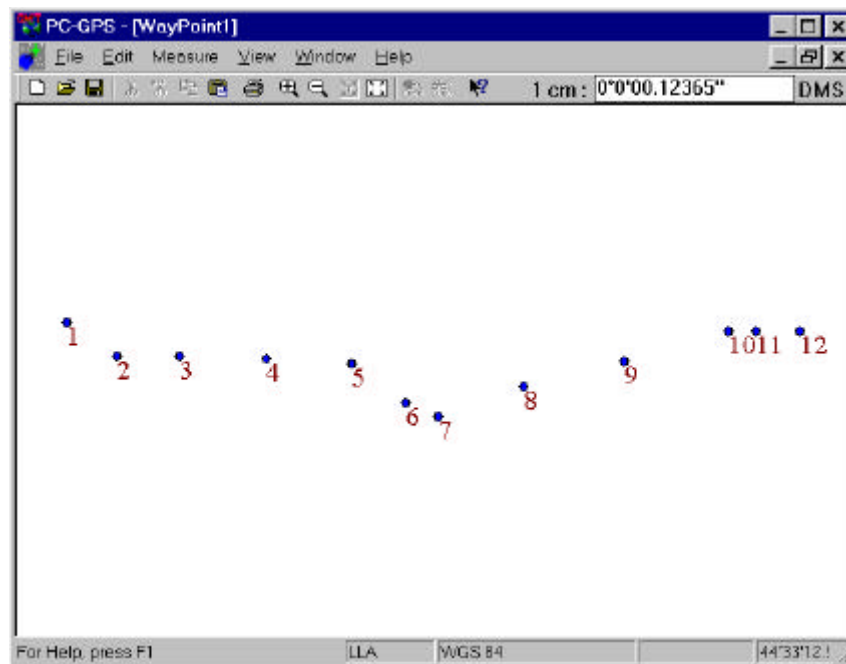 PC-GPS - [WayPoint1]
File Edit Measure View Window Help
1 cm : 0°0'00.12365" DMS
1
2 3 4 5
6 7 8 9
10 11 12
For Help, press F1 LLA WGS 84 44°33'12.!